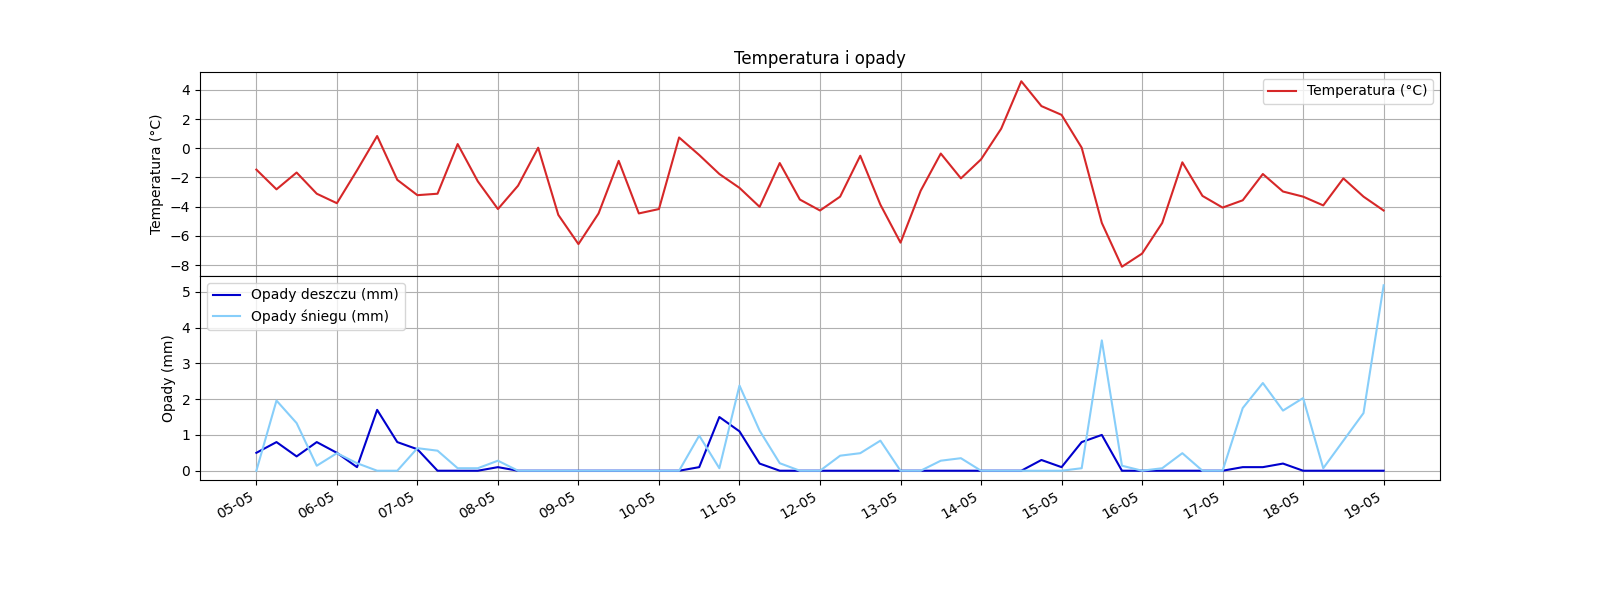 Temperatura i opady
Temperatura (°C)
4
2
0
−2
−4
−6
−8
Temperatura (°C)
Opady (mm)
5
4
3
2
1
0
Opady deszczu (mm)
Opady śniegu (mm)
05-05 06-05 07-05 08-05 09-05 10-05 11-05 12-05 13-05 14-05 15-05 16-05 17-05 18-05 19-05